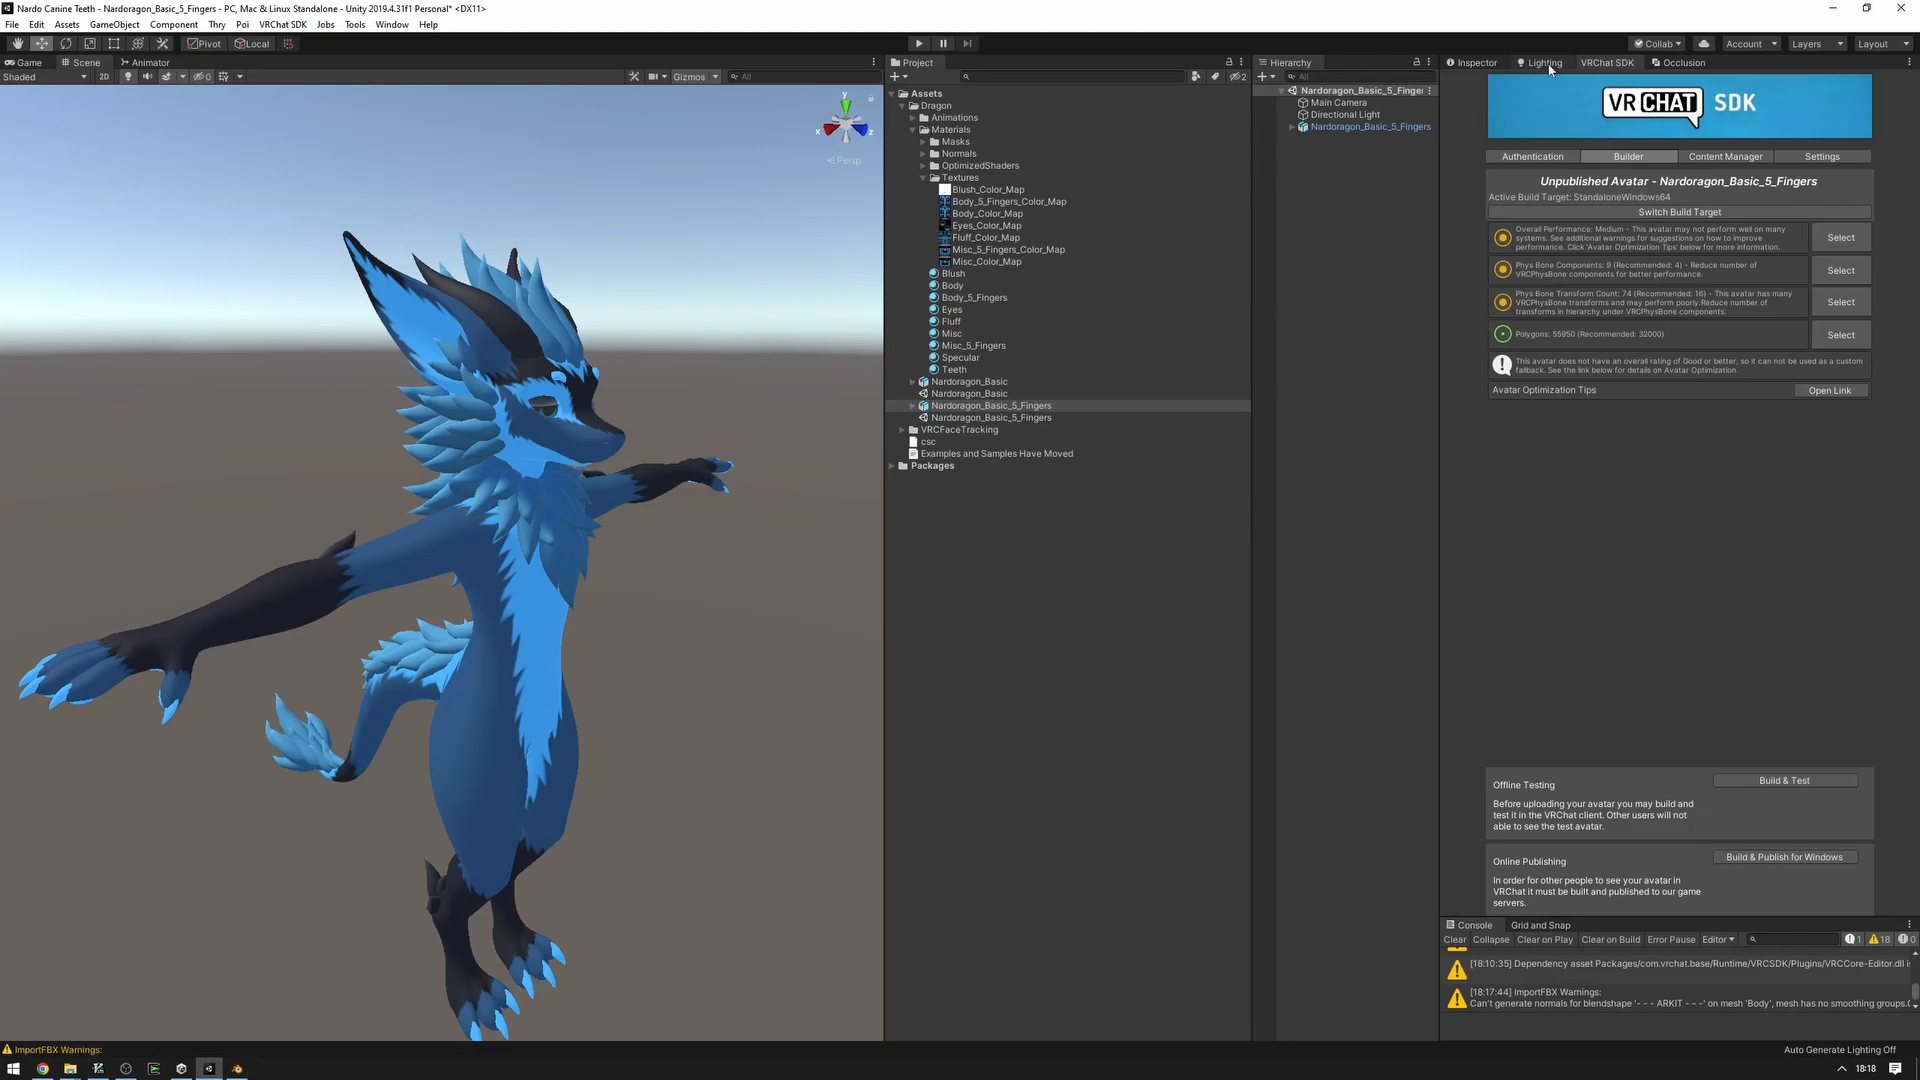 Nardo Canine Teeth - Nardoragon_Basic_5_Fingers - PC, Mac & Linux Standalone - Unity 2019.4.31f1 Personal* <DX11>
File Edit Assets GameObject Component Thry Poi VRChat SDK Jobs Tools Window Help
Pivot Local Collab Account Layers Layout
Game Scene Animator
Shaded 2D 0 Gizmos All
y
x z
Persp
Project
2
Assets
Dragon
Animations
Materials
Masks
Normals
OptimizedShaders
Textures
Blush_Color_Map
Body_5_Fingers_Color_Map
Body_Color_Map
Eyes_Color_Map
Fluff_Color_Map
Misc_5_Fingers_Color_Map
Misc_Color_Map
Blush
Body
Body_5_Fingers
Eyes
Fluff
Misc
Misc_5_Fingers
Specular
Teeth
Nardoragon_Basic
Nardoragon_Basic
Nardoragon_Basic_5_Fingers
Nardoragon_Basic_5_Fingers
VRCFaceTracking
csc
Examples and Samples Have Moved
Packages
Hierarchy
All
Nardoragon_Basic_5_Finger
Main Camera
Directional Light
Nardoragon_Basic_5_Fingers
Inspector Lighting VRChat SDK Occlusion
VR CHAT SDK
Authentication Builder Content Manager Settings
Unpublished Avatar - Nardoragon_Basic_5_Fingers
Active Build Target: StandaloneWindows64
Switch Build Target
Overall Performance: Medium - This avatar may not perform well on many
systems. See additional warnings for suggestions on how to improve
performance. Click 'Avatar Optimization Tips' below for more information.
Select
Phys Bone Components: 9 (Recommended: 4) - Reduce number of
VRCPhysBone components for better performance.
Select
Phys Bone Transform Count: 74 (Recommended: 16) - This avatar has many
VRCPhysBone transforms and may perform poorly.Reduce number of
transforms in hierarchy under VRCPhysBone components.
Select
Polygons: 55950 (Recommended: 32000)
Select
This avatar does not have an overall rating of Good or better, so it can not be used as a custom
fallback. See the link below for details on Avatar Optimization.
Avatar Optimization Tips Open Link
Offline Testing Build & Test
Before uploading your avatar you may build and
test it in the VRChat client. Other users will not
able to see the test avatar.
Online Publishing Build & Publish for Windows
In order for other people to see your avatar in
VRChat it must be built and published to our game
servers.
Console Grid and Snap
Clear Collapse Clear on Play Clear on Build Error Pause Editor 1 18 0
[18:10:35] Dependency asset Packages/com.vrchat.base/Runtime/VRCSDK/Plugins/VRCCore-Editor.dll is
[18:17:44] ImportFBX Warnings:
Can't generate normals for blendshape '- - - ARKIT - - -' on mesh 'Body', mesh has no smoothing groups.
ImportFBX Warnings:
Auto Generate Lighting Off
18:18